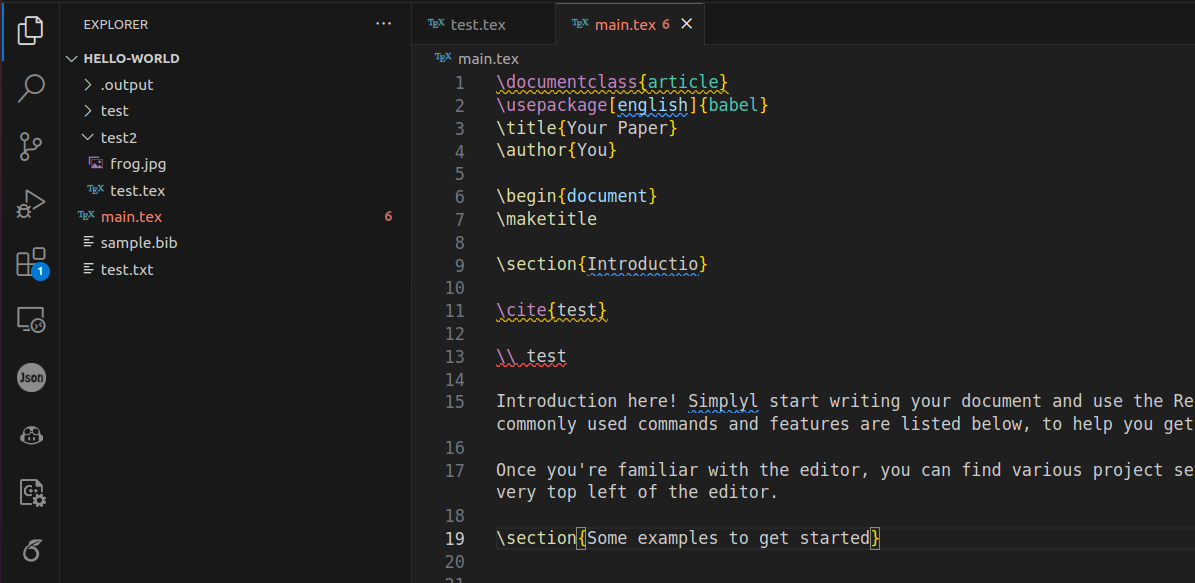 EXPLORER
HELLO-WORLD
.output
test
test2
frog.jpg
TEX test.tex
TEX main.tex 6
sample.bib
test.txt
1
Json
C++
TEX test.tex
TEX main.tex 6
TEX main.tex
1 \documentclass{article}
2 \usepackage[english]{babel}
3 \title{Your Paper}
4 \author{You}
5
6 \begin{document}
7 \maketitle
8
9 \section{Introductio}
10
11 \cite{test}
12
13 \\ test
14
15 Introduction here! Simplyl start writing your document and use the Re
commonly used commands and features are listed below, to help you get
16
17 Once you're familiar with the editor, you can find various project se
very top left of the editor.
18
19 \section{Some examples to get started}
20